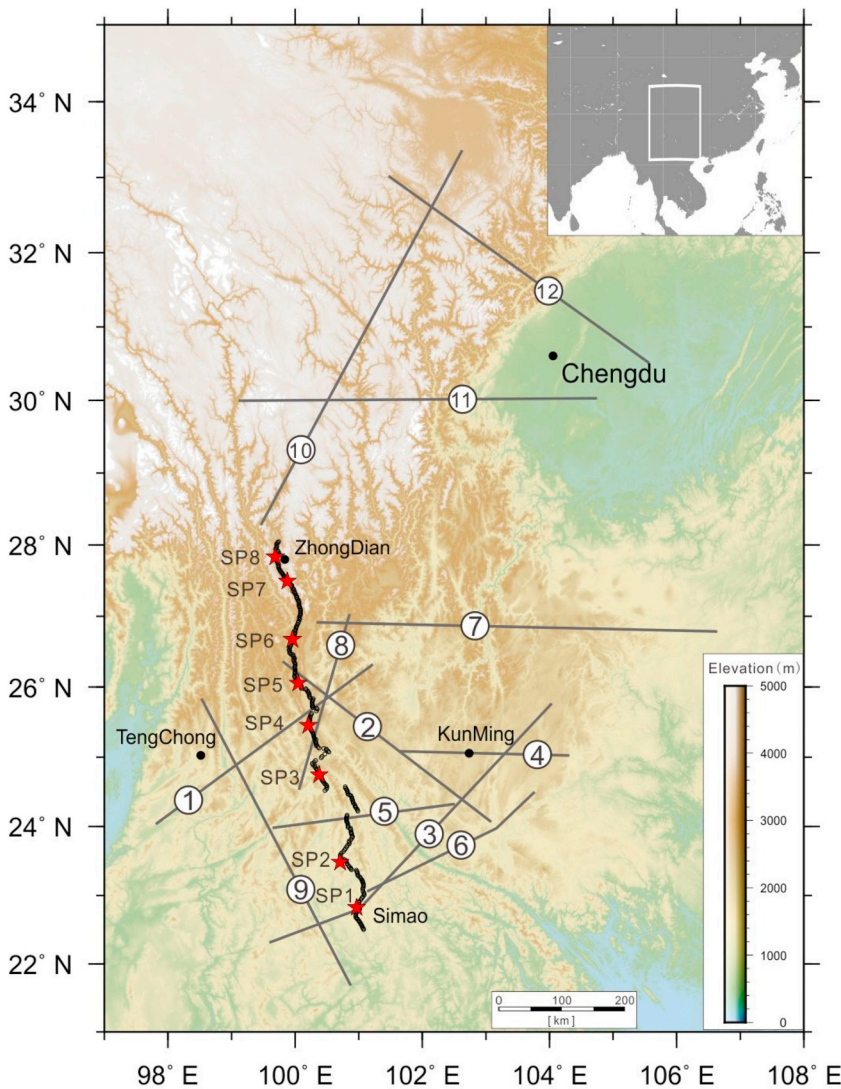 34° N
32° N
30° N
28° N
26° N
24° N
22° N
98° E
100° E
102° E
104° E
106° E
108° E
12
Chengdu
11
10
SP8
ZhongDian
SP7
7
SP6
8
SP5
SP4
2
TengChong
KunMing
4
SP3
1
5
3
6
SP2
9
SP1
Simao
Elevation (m)
5000
4000
3000
2000
1000
0
0 100 200
[ km ]